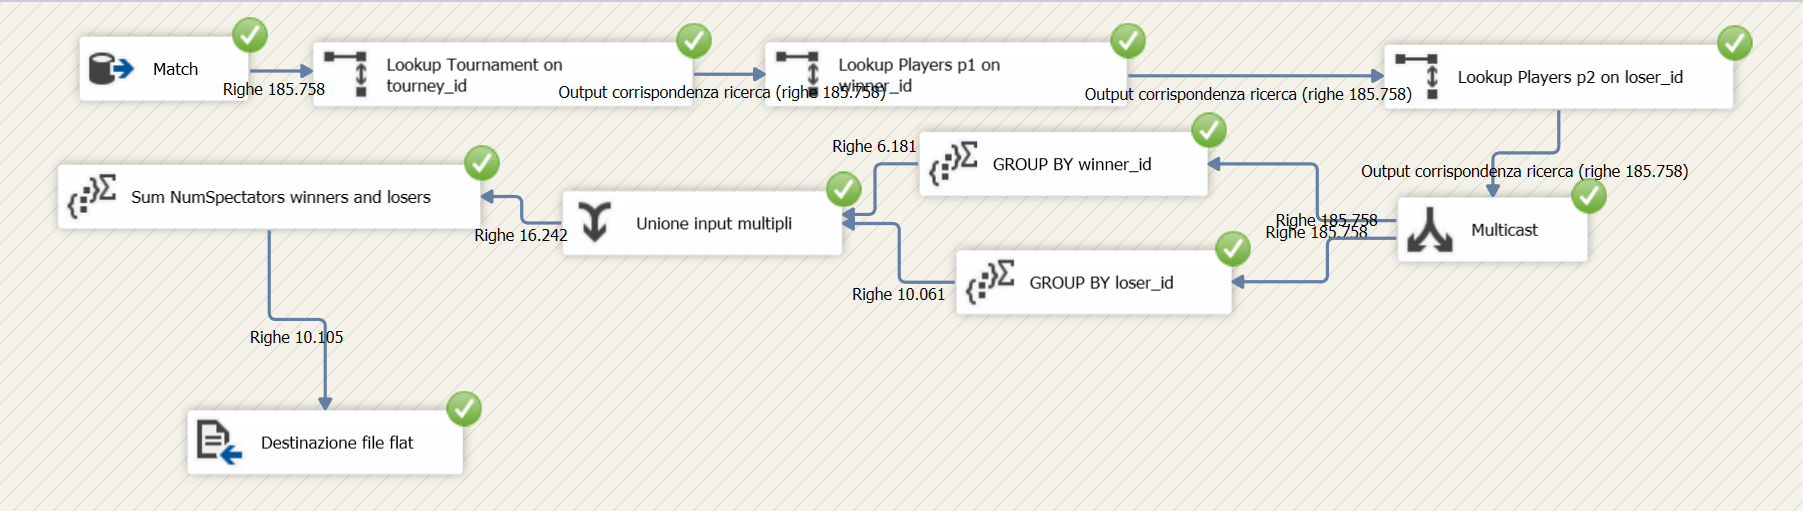 Match
Righe 185.758
Lookup Tournament on
tourney_id
Output corrispondenza ricerca (righe 185.758)
Lookup Players p1 on
winner_id
Output corrispondenza ricerca (righe 185.758)
Lookup Players p2 on loser_id
Output corrispondenza ricerca (righe 185.758)
Multicast
Righe 185.758
Righe 185.758
GROUP BY winner_id
Righe 6.181
GROUP BY loser_id
Righe 10.061
Unione input multipli
Righe 16.242
Sum NumSpectators winners and losers
Righe 10.105
Destinazione file flat